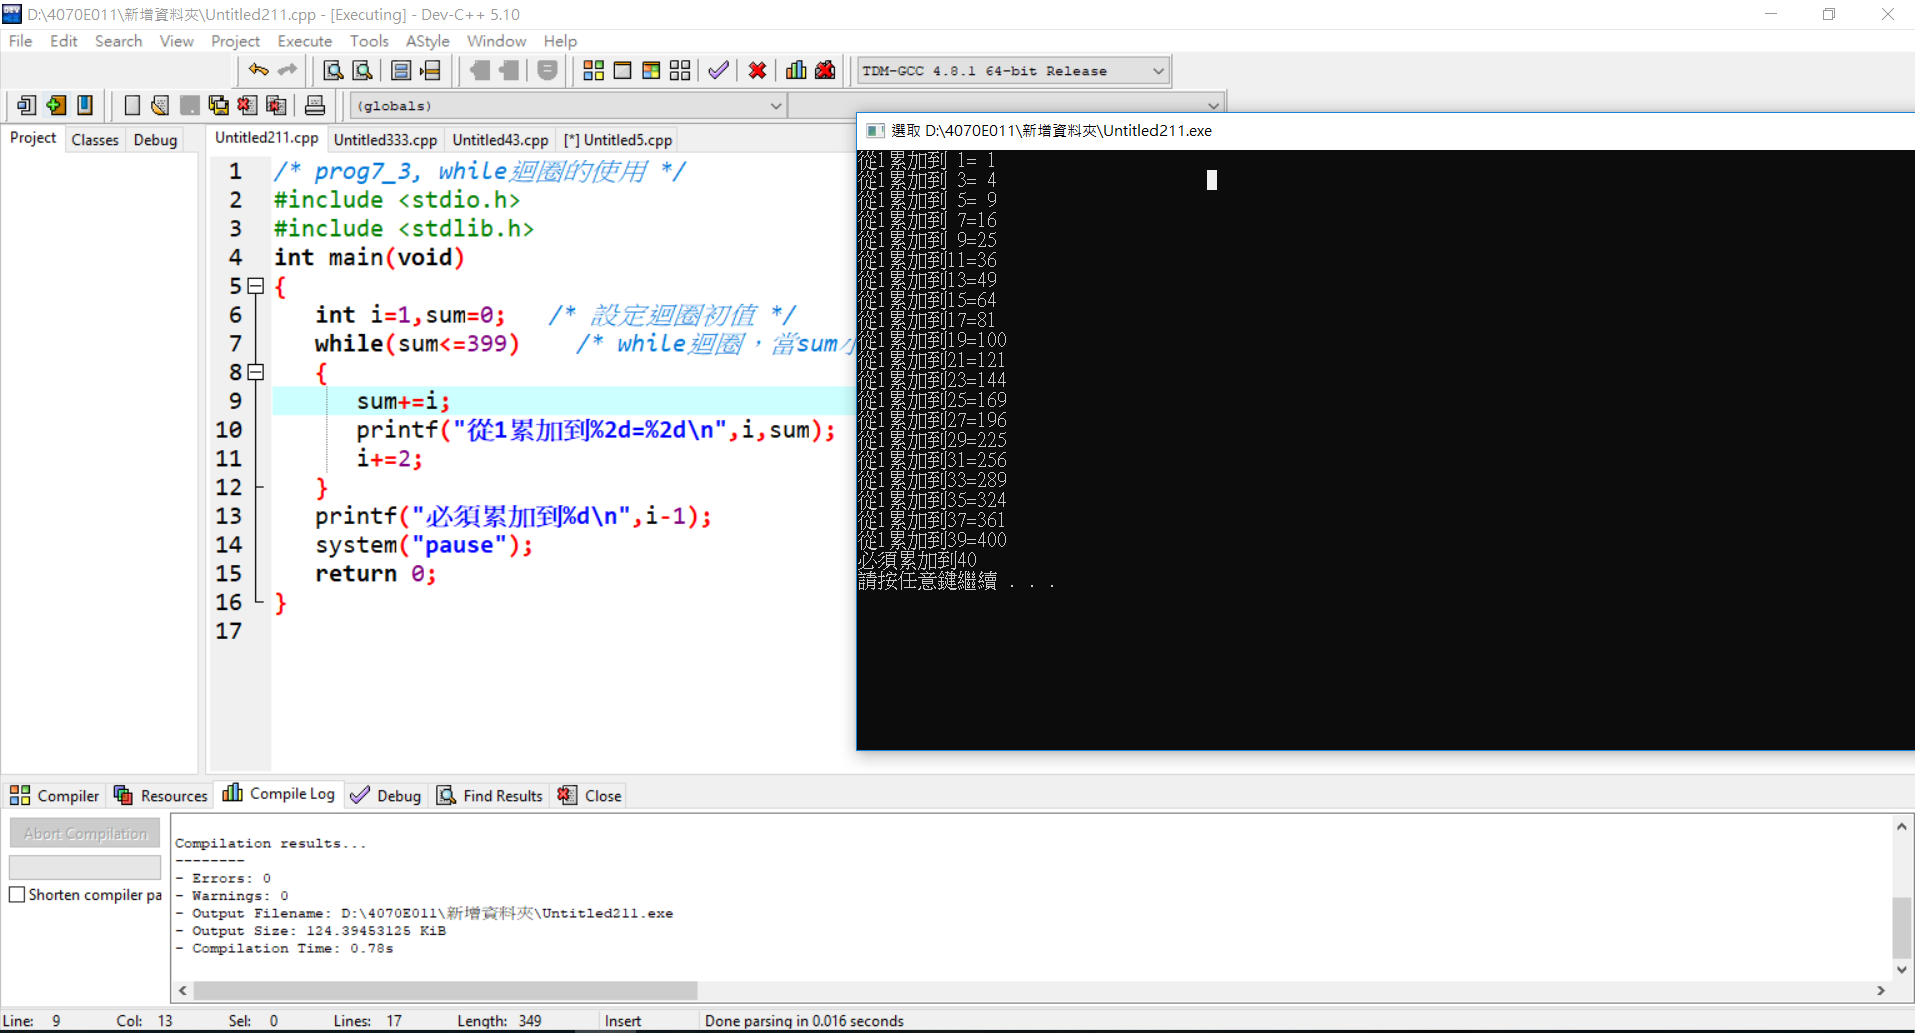 D:\4070E011\新增資料夾\Untitled211.cpp - [Executing] - Dev-C++ 5.10
File Edit Search View Project Execute Tools AStyle Window Help
TDM-GCC 4.8.1 64-bit Release
(globals)
Project Classes Debug
Untitled211.cpp Untitled333.cpp Untitled43.cpp [*] Untitled5.cpp
1 /* prog7_3, while迴圈的使用 */
2 #include <stdio.h>
3 #include <stdlib.h>
4 int main(void)
5 {
6 int i=1,sum=0; /* 設定迴圈初值 */
7 while(sum<=399) /* while迴圈，當sum小
8 {
9 sum+=i;
10 printf("從1累加到%2d=%2d\n",i,sum);
11 i+=2;
12 }
13 printf("必須累加到%d\n",i-1);
14 system("pause");
15 return 0;
16 }
17
選取 D:\4070E011\新增資料夾\Untitled211.exe
從1累加到 1= 1
從1累加到 3= 4
從1累加到 5= 9
從1累加到 7=16
從1累加到 9=25
從1累加到11=36
從1累加到13=49
從1累加到15=64
從1累加到17=81
從1累加到19=100
從1累加到21=121
從1累加到23=144
從1累加到25=169
從1累加到27=196
從1累加到29=225
從1累加到31=256
從1累加到33=289
從1累加到35=324
從1累加到37=361
從1累加到39=400
必須累加到40
請按任意鍵繼續 . . .
Compiler Resources Compile Log Debug Find Results Close
Abort Compilation
Shorten compiler pa
Compilation results...
--------
- Errors: 0
- Warnings: 0
- Output Filename: D:\4070E011\新增資料夾\Untitled211.exe
- Output Size: 124.39453125 KiB
- Compilation Time: 0.78s
Line: 9 Col: 13 Sel: 0 Lines: 17 Length: 349 Insert Done parsing in 0.016 seconds